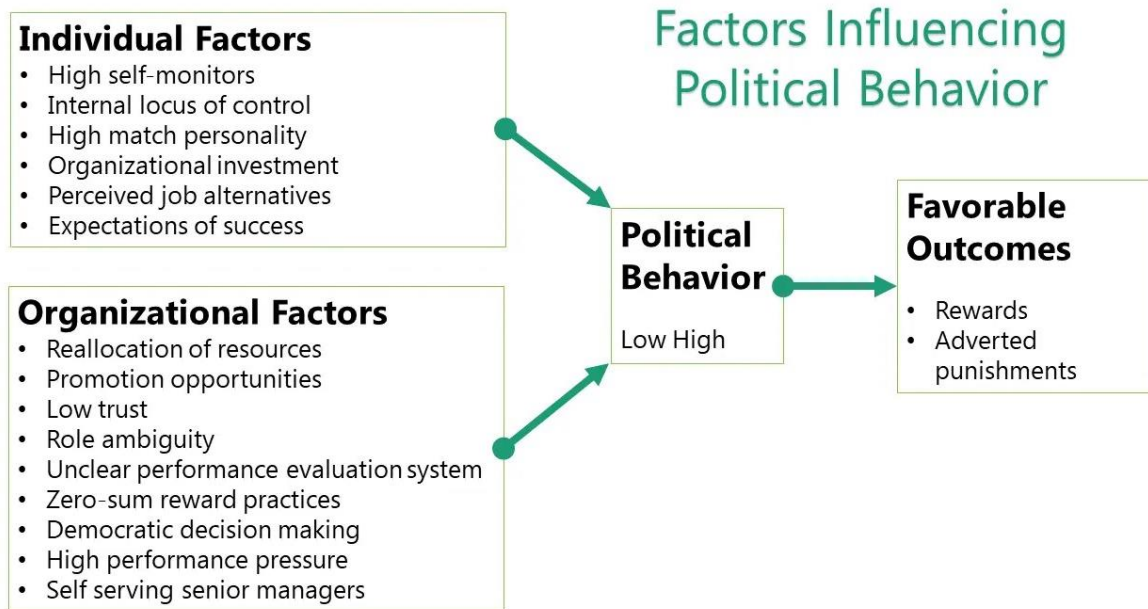 Factors Influencing
Political Behavior
Individual Factors
• High self-monitors
• Internal locus of control
• High match personality
• Organizational investment
• Perceived job alternatives
• Expectations of success
Organizational Factors
• Reallocation of resources
• Promotion opportunities
• Low trust
• Role ambiguity
• Unclear performance evaluation system
• Zero-sum reward practices
• Democratic decision making
• High performance pressure
• Self serving senior managers
Political
Behavior
Low High
Favorable
Outcomes
• Rewards
• Adverted
punishments